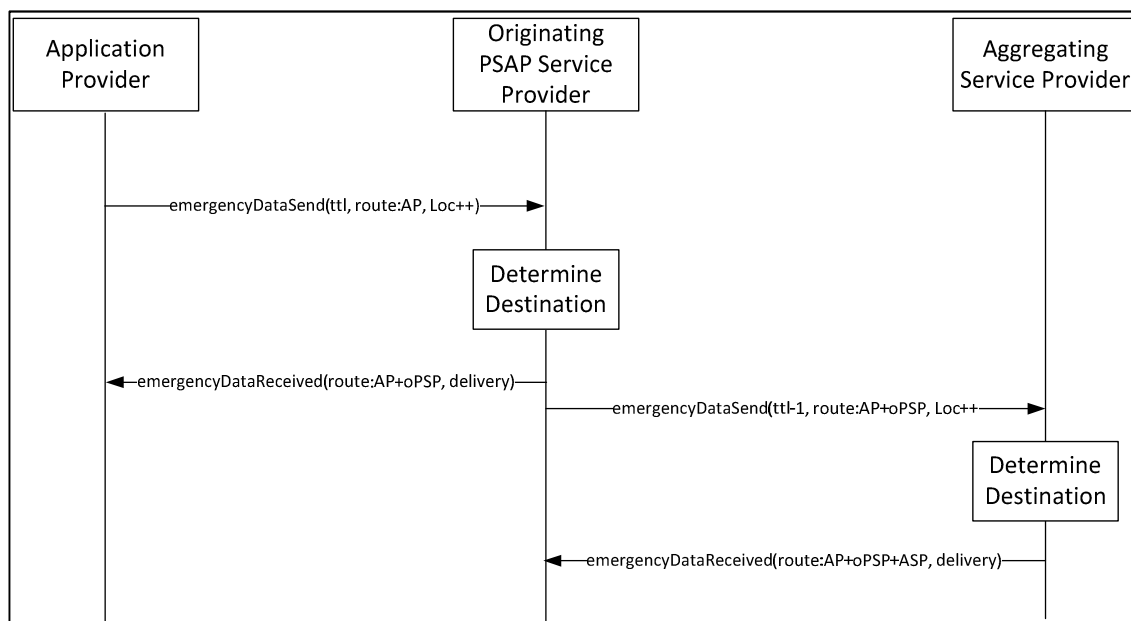 Application
Provider
Originating
PSAP Service
Provider
Aggregating
Service Provider
emergencyDataSend(ttl, route:AP, Loc++)
Determine
Destination
emergencyDataReceived(route:AP+oPSP, delivery)
emergencyDataSend(ttl-1, route:AP+oPSP, Loc++
Determine
Destination
emergencyDataReceived(route:AP+oPSP+ASP, delivery)